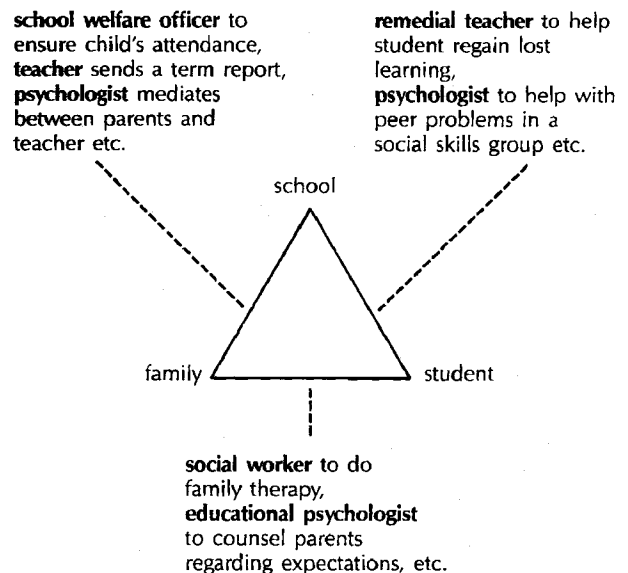 school welfare officer to
ensure child's attendance,
teacher sends a term report,
psychologist mediates
between parents and
teacher etc.
remedial teacher to help
student regain lost
learning,
psychologist to help with
peer problems in a
social skills group etc.
school
family
student
social worker to do
family therapy,
educational psychologist
to counsel parents
regarding expectations, etc.